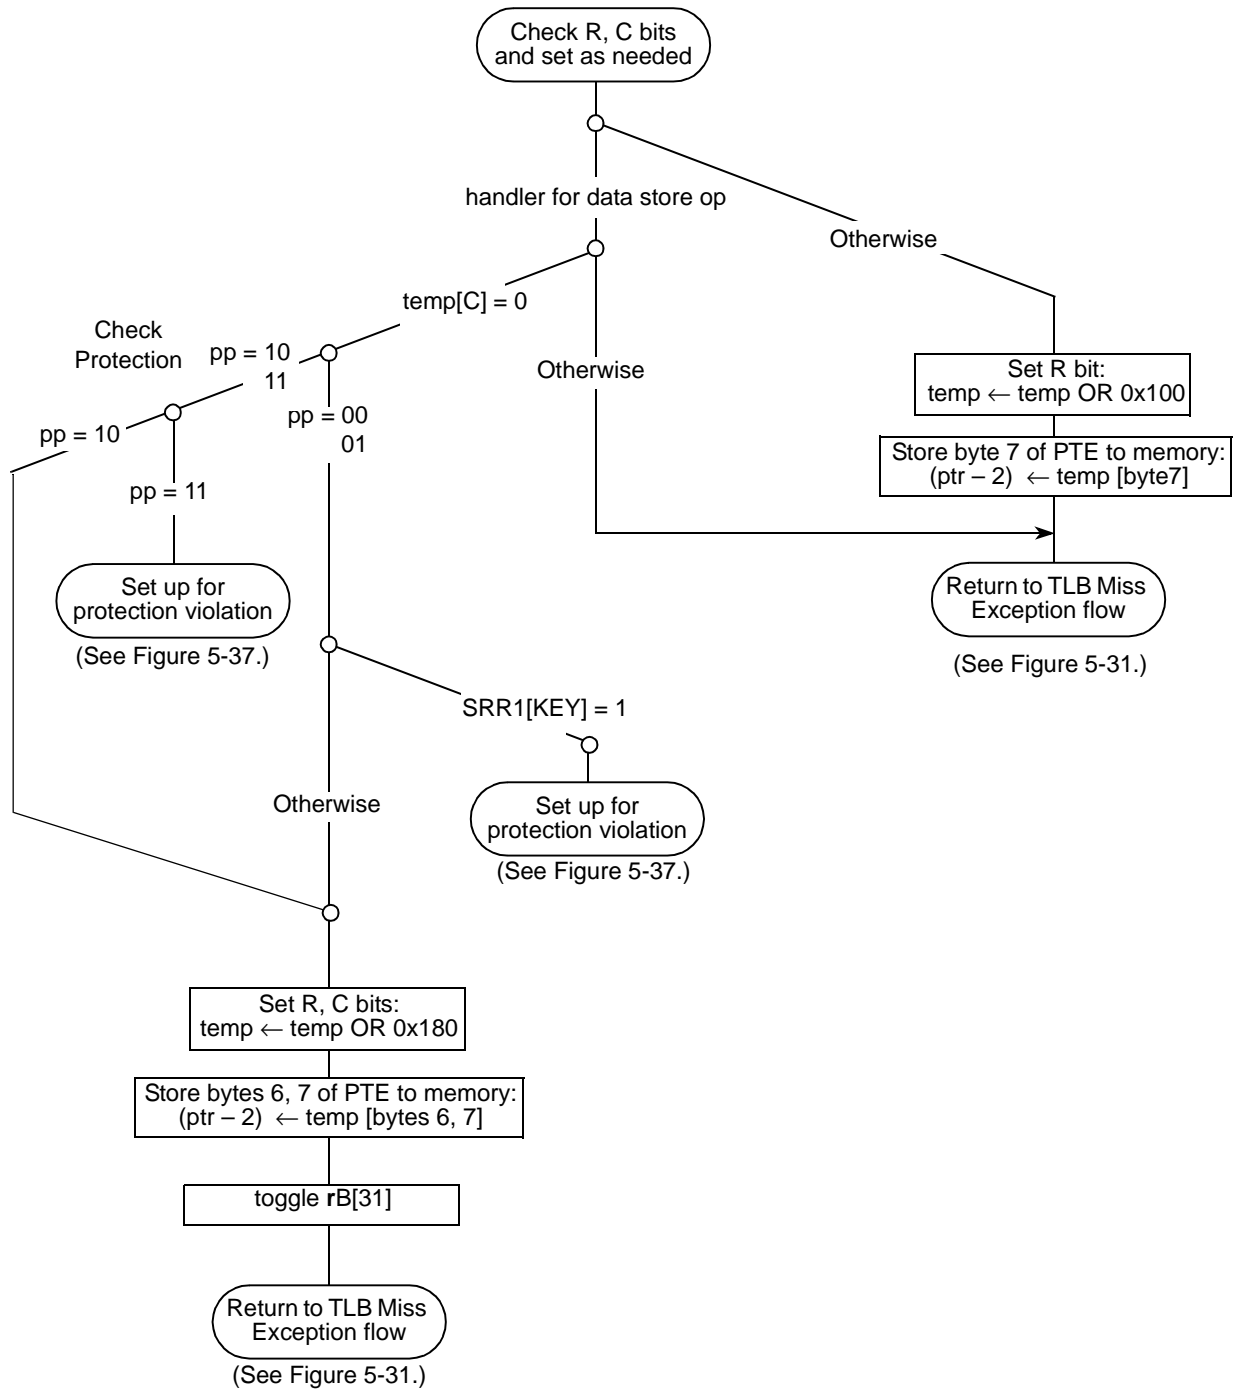 Check R, C bits
and set as needed
handler for data store op
Otherwise
temp[C] = 0
Check
Protection
pp = 10
11
Otherwise
Set R bit:
temp ← temp OR 0x100
pp = 00
01
pp = 10
Store byte 7 of PTE to memory:
(ptr – 2) ← temp [byte7]
pp = 11
Set up for
protection violation
(See Figure 5-37.)
Return to TLB Miss
Exception flow
(See Figure 5-31.)
SRR1[KEY] = 1
Otherwise
Set up for
protection violation
(See Figure 5-37.)
Set R, C bits:
temp ← temp OR 0x180
Store bytes 6, 7 of PTE to memory:
(ptr – 2) ← temp [bytes 6, 7]
toggle rB[31]
Return to TLB Miss
Exception flow
(See Figure 5-31.)